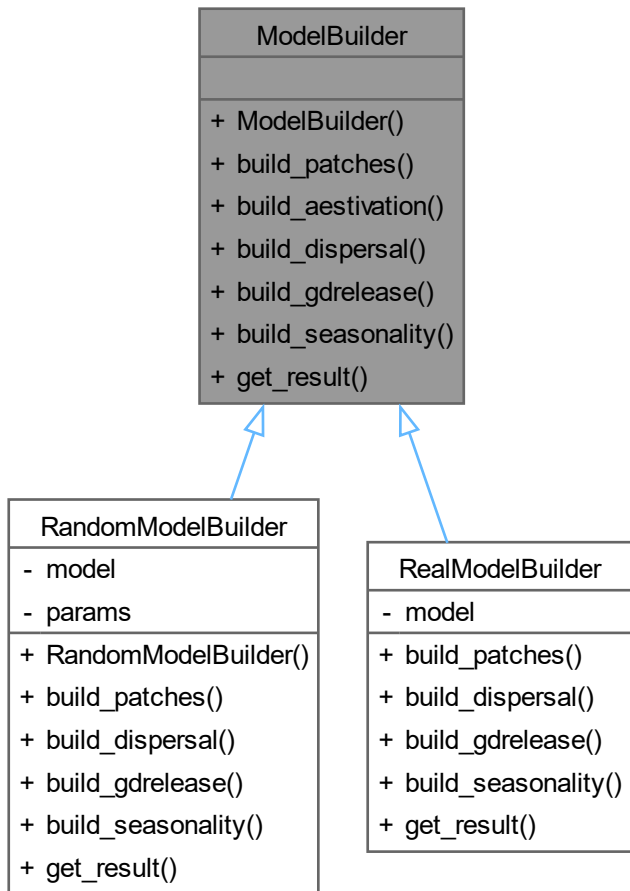 ModelBuilder
+ ModelBuilder()
+ build_patches()
+ build_aestivation()
+ build_dispersal()
+ build_gdrelease()
+ build_seasonality()
+ get_result()
RandomModelBuilder
- model
- params
+ RandomModelBuilder()
+ build_patches()
+ build_dispersal()
+ build_gdrelease()
+ build_seasonality()
+ get_result()
RealModelBuilder
- model
+ build_patches()
+ build_dispersal()
+ build_gdrelease()
+ build_seasonality()
+ get_result()